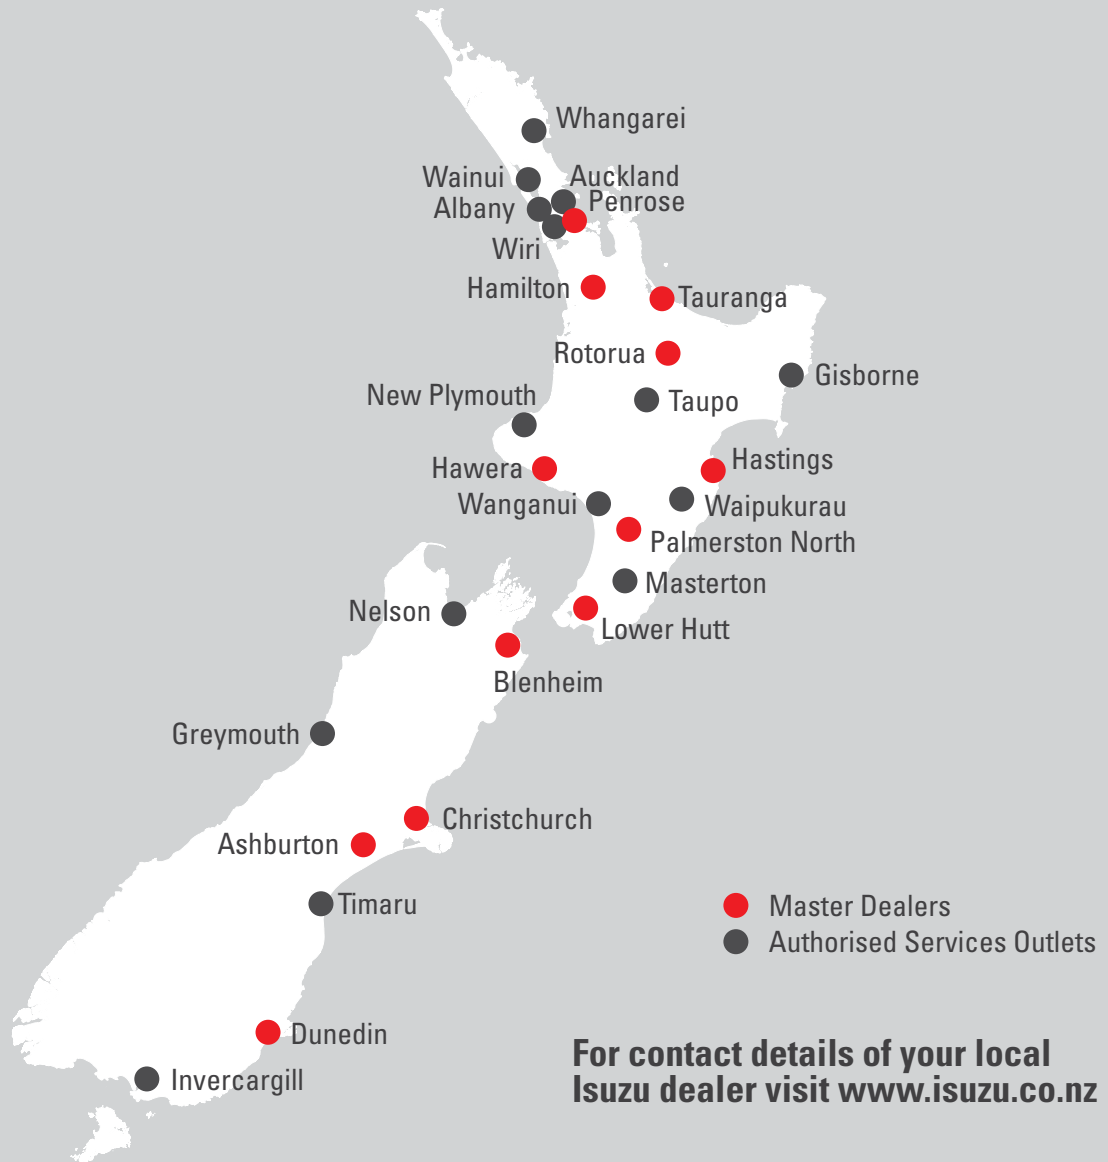 Whangarei
Wainui
Auckland
Albany
Penrose
Wiri
Hamilton
Tauranga
Rotorua
Gisborne
New Plymouth
Taupo
Hawera
Hastings
Wanganui
Waipukurau
Palmerston North
Masterton
Nelson
Lower Hutt
Blenheim
Greymouth
Christchurch
Ashburton
Timaru
Master Dealers
Authorised Services Outlets
Dunedin
Invercargill
For contact details of your local
Isuzu dealer visit www.isuzu.co.nz